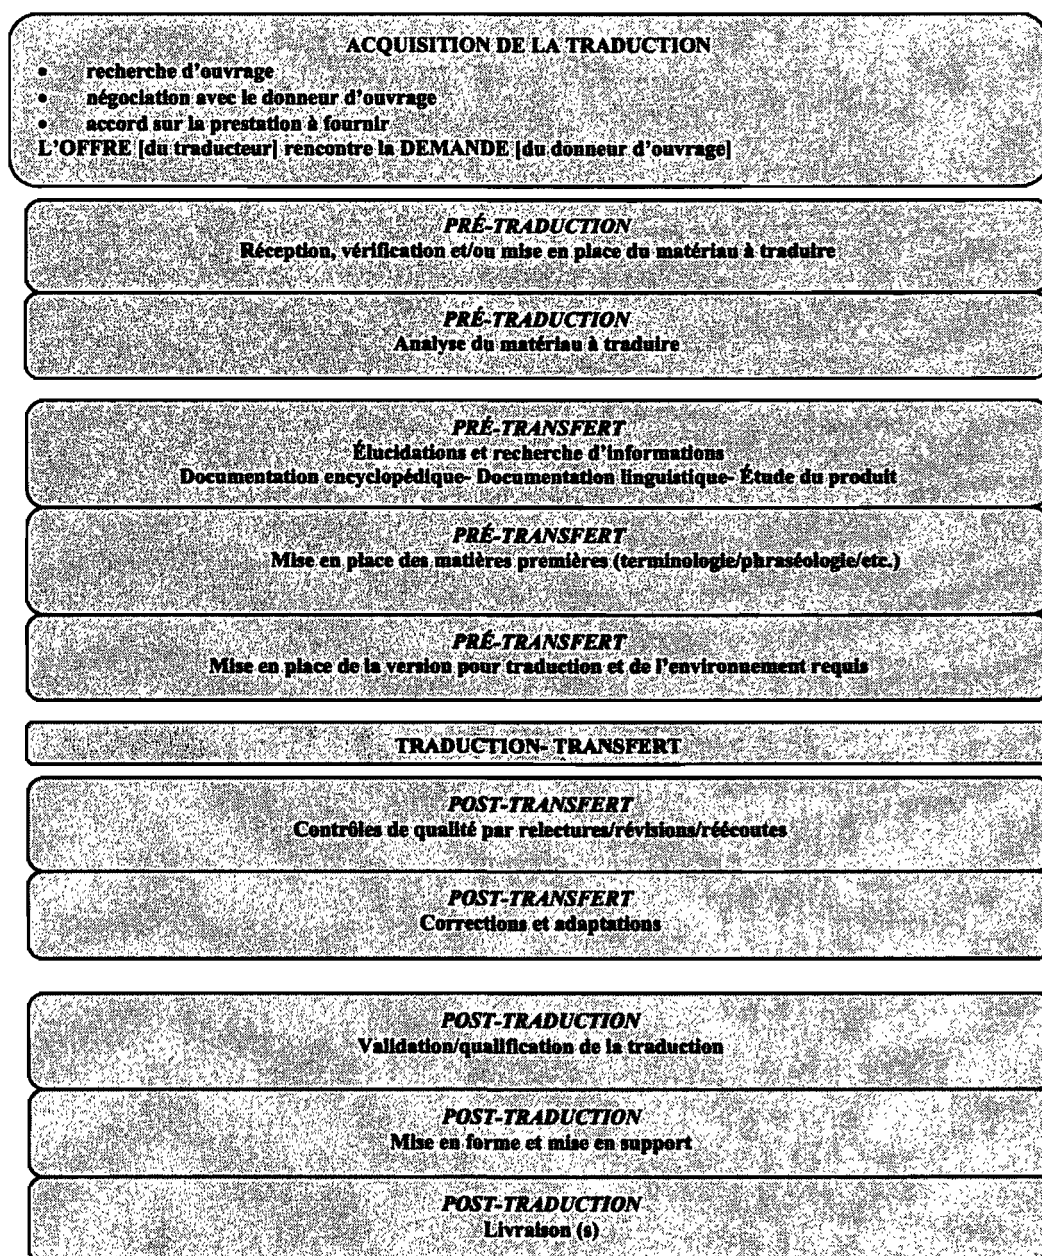 ACQUISITION DE LA TRADUCTION
• recherche d'ouvrage
• négociation avec le donneur d'ouvrage
• accord sur la prestation à fournir
L'OFFRE [du traducteur] rencontre la DEMANDE [du donneur d'ouvrage]
PRÉ-TRADUCTION
Réception, vérification et/ou mise en place du matériau à traduire
PRÉ-TRADUCTION
Analyse du matériau à traduire
PRÉ-TRANSFERT
Élucidations et recherche d'informations
Documentation encyclopédique- Documentation linguistique- Étude du produit
PRÉ-TRANSFERT
Mise en place des matières premières (terminologie/phraséologie/etc.)
PRÉ-TRANSFERT
Mise en place de la version pour traduction et de l'environnement requis
TRADUCTION- TRANSFERT
POST-TRANSFERT
Contrôles de qualité par relectures/révisions/réécoutes
POST-TRANSFERT
Corrections et adaptations
POST-TRADUCTION
Validation/qualification de la traduction
POST-TRADUCTION
Mise en forme et mise en support
POST-TRADUCTION
Livraison (s)